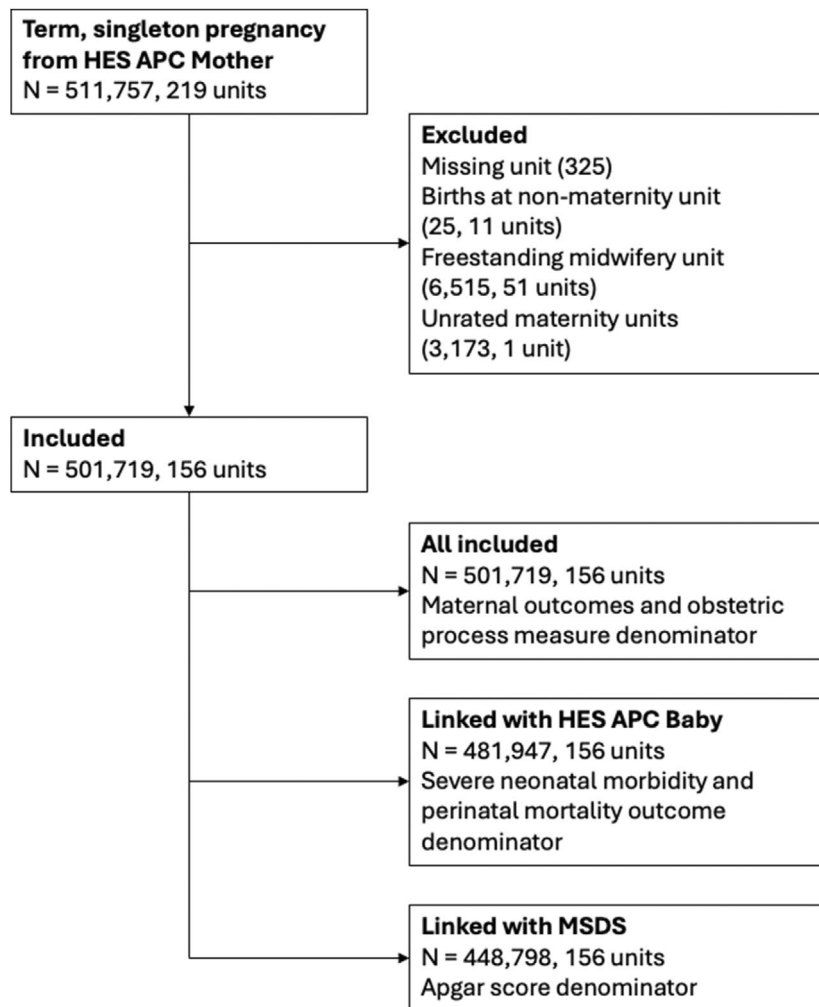 Term, singleton pregnancy
from HES APC Mother
N = 511,757, 219 units
Excluded
Missing unit (325)
Births at non-maternity unit
(25, 11 units)
Freestanding midwifery unit
(6,515, 51 units)
Unrated maternity units
(3,173, 1 unit)
Included
N = 501,719, 156 units
All included
N = 501,719, 156 units
Maternal outcomes and obstetric
process measure denominator
Linked with HES APC Baby
N = 481,947, 156 units
Severe neonatal morbidity and
perinatal mortality outcome
denominator
Linked with MSDS
N = 448,798, 156 units
Apgar score denominator